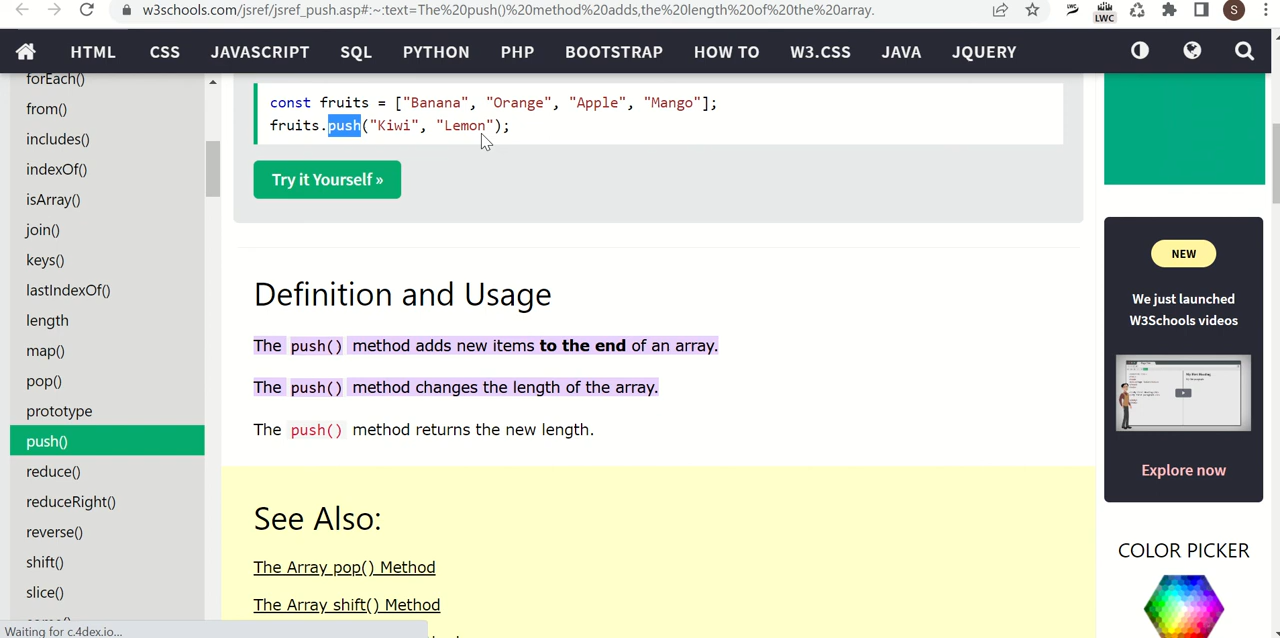 w3schools.com/jsref/jsref_push.asp#:~:text=The%20push()%20method%20adds,the%20length%20of%20the%20array.
LWC
S
HTML CSS JAVASCRIPT SQL PYTHON PHP BOOTSTRAP HOW TO W3.CSS JAVA JQUERY
forEach()
from()
includes()
indexOf()
isArray()
join()
keys()
lastIndexOf()
length
map()
pop()
prototype
push()
reduce()
reduceRight()
reverse()
shift()
slice()
const fruits = ["Banana", "Orange", "Apple", "Mango"];
fruits.push("Kiwi", "Lemon");
Try it Yourself »
Definition and Usage
The push() method adds new items to the end of an array.
The push() method changes the length of the array.
The push() method returns the new length.
See Also:
The Array pop() Method
The Array shift() Method
NEW
We just launched
W3Schools videos
Explore now
COLOR PICKER
Waiting for c.4dex.io...